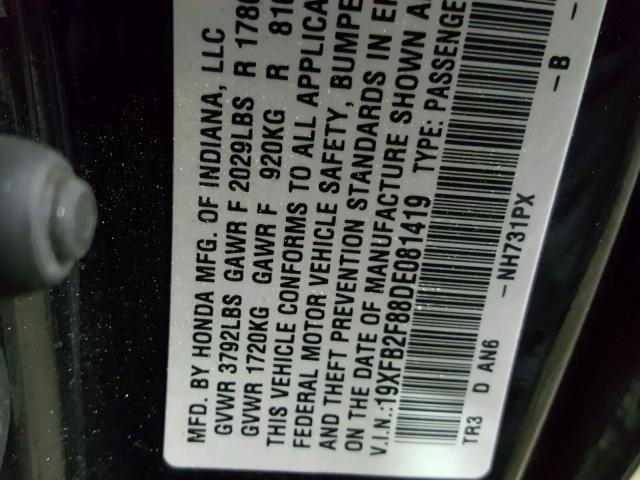 MFD. BY HONDA MFG. OF INDIANA, LLC
GVWR 3792LBS GAWR F 2029LBS R 178
GVWR 1720KG GAWR F 920KG R 810
THIS VEHICLE CONFORMS TO ALL APPLICA
FEDERAL MOTOR VEHICLE SAFETY, BUMPE
AND THEFT PREVENTION STANDARDS IN E
ON THE DATE OF MANUFACTURE SHOWN A
V.I.N.:19XFB2F88DE081419 TYPE: PASSENGE
TR3 D AN6 -NH731PX -B -